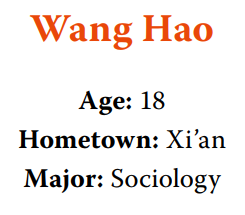 Wang Hao
Age: 18
Hometown: Xi’an
Major: Sociology